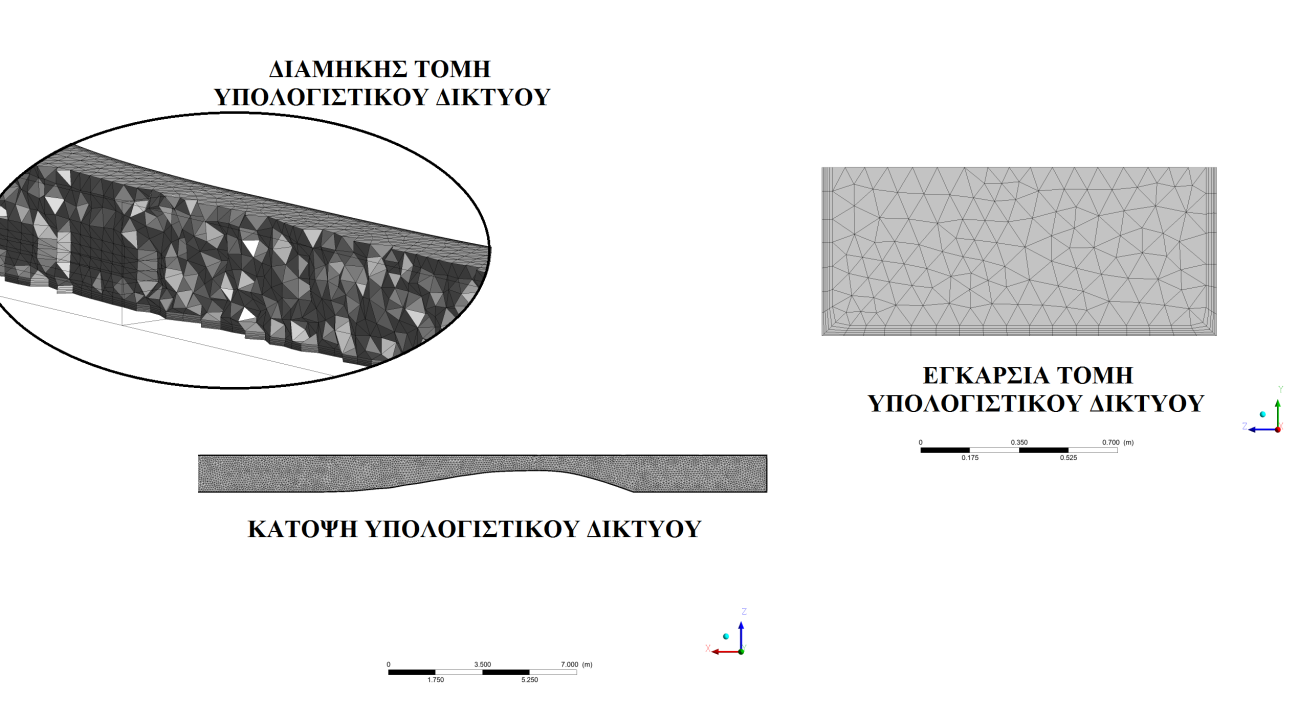 ΔΙΑΜΗΚΗΣ ΤΟΜΗ
ΥΠΟΛΟΓΙΣΤΙΚΟΥ ΔΙΚΤΥΟΥ
ΕΓΚΑΡΣΙΑ ΤΟΜΗ
ΥΠΟΛΟΓΙΣΤΙΚΟΥ ΔΙΚΤΥΟΥ
Y
Z
0 0.350 0.700 (m)
0.175 0.525
ΚΑΤΟΨΗ ΥΠΟΛΟΓΙΣΤΙΚΟΥ ΔΙΚΤΥΟΥ
Z
X
0 3.500 7.000 (m)
1.750 5.250